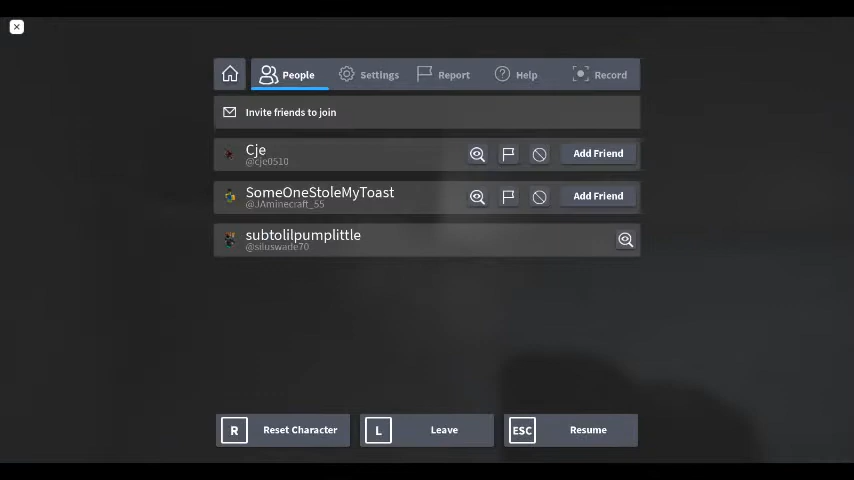 People Settings Report Help Record
Invite friends to join
Cje
@cje0510
Add Friend
SomeOneStoleMyToast
@JAminecraft_55
Add Friend
subtolilpumplittle
@siluswade70
R Reset Character L Leave ESC Resume